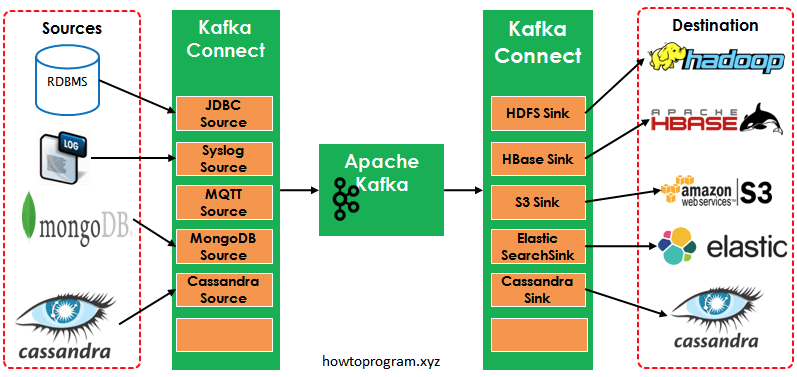 Sources
RDBMS
LOG
mongoDB
cassandra
Kafka
Connect
JDBC
Source
Syslog
Source
MQTT
Source
MongoDB
Source
Cassandra
Source
Apache
Kafka
howtoprogram.xyz
Kafka
Connect
HDFS Sink
HBase Sink
S3 Sink
Elastic
SearchSink
Cassandra
Sink
Destination
hadoop
APACHE
HBASE
amazon
webservices™
S3
elastic
cassandra